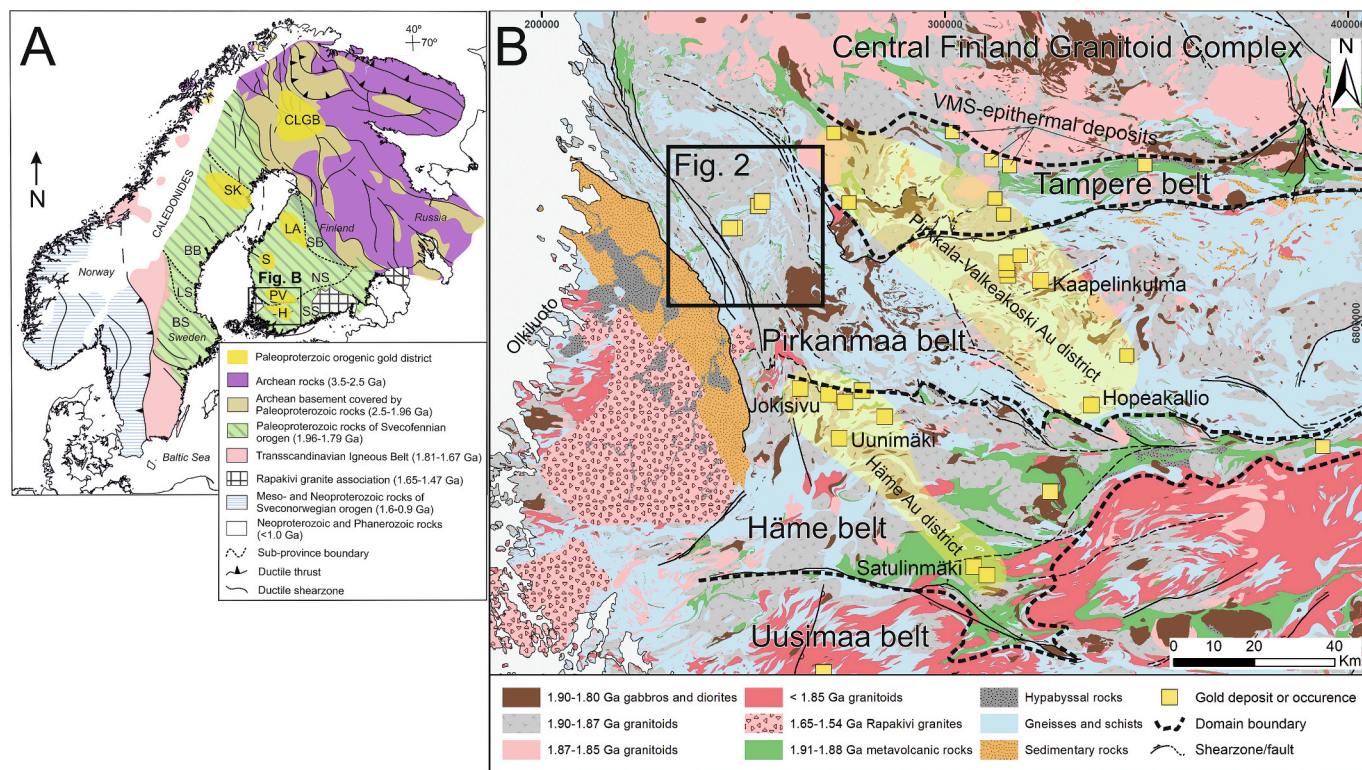 A
40°
70°
N
CALEDONIDES
CLGB
SK
LA
SB
Finland
Russia
S
Fig. B
NS
PV
H
SS
BB
Norway
LS
BS
Sweden
Baltic Sea
Paleoproterzoic orogenic gold district
Archean rocks (3.5-2.5 Ga)
Archean basement covered by
Paleoproterozoic rocks (2.5-1.96 Ga)
Paleoproterozoic rocks of Svecofennian
orogen (1.96-1.79 Ga)
Transscandinavian Igneous Belt (1.81-1.67 Ga)
Rapakivi granite association (1.65-1.47 Ga)
Meso- and Neoproterozoic rocks of
Sveconorwegian orogen (1.6-0.9 Ga)
Neoproterozoic and Phanerozoic rocks
(<1.0 Ga)
Sub-province boundary
Ductile thrust
Ductile shearzone
B
200000
300000
400000
Central Finland Granitoid Complex
N
VMS-epithermal deposits
Fig. 2
Tampere belt
Pirkkala-Valkeakoski Au district
Kaapelinkulma
6800000
Olkiluoto
Pirkanmaa belt
Jokisivu
Hopeakallio
Uunimäki
Häme Au district
Häme belt
Satulinmäki
Uusimaa belt
0 20 40
Km
1.90-1.80 Ga gabbros and diorites
1.90-1.87 Ga granitoids
1.87-1.85 Ga granitoids
< 1.85 Ga granitoids
1.65-1.54 Ga Rapakivi granites
1.91-1.88 Ga metavolcanic rocks
Hypabyssal rocks
Gneisses and schists
Sedimentary rocks
Gold deposit or occurence
Domain boundary
Shearzone/fault